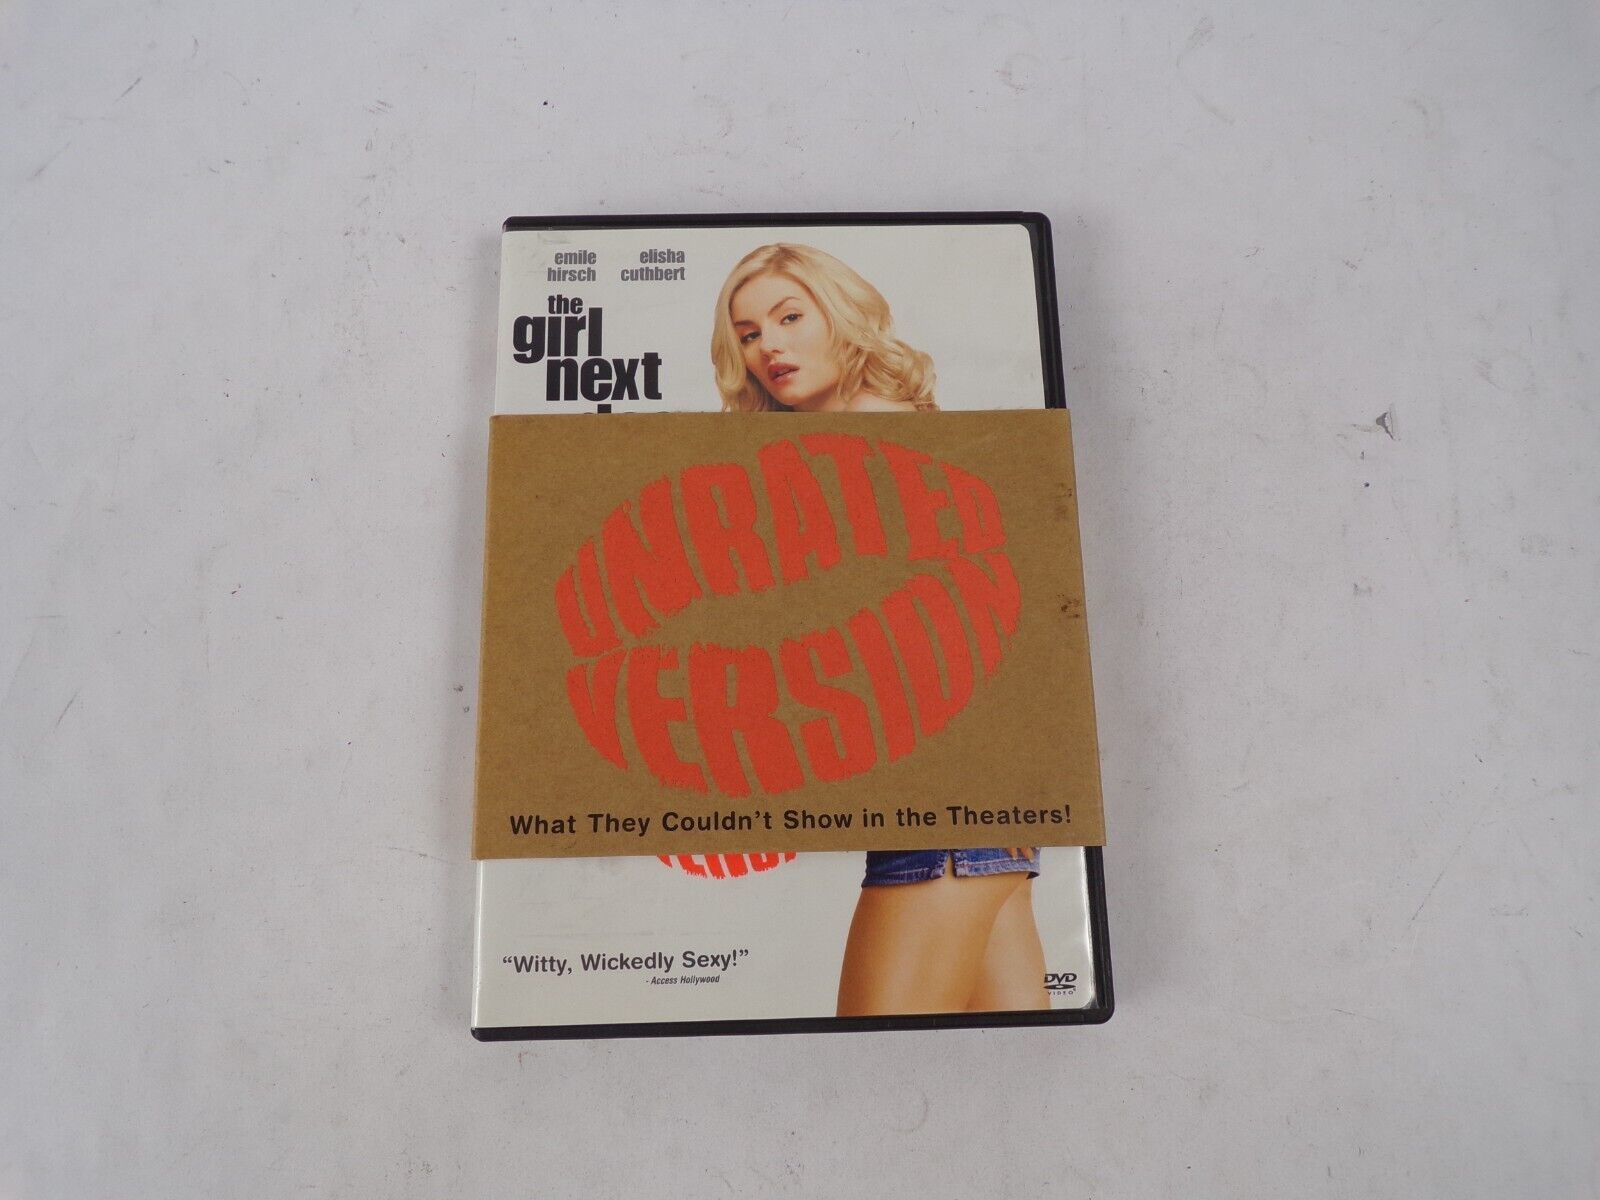 emile hirsch
elisha cuthbert
the
girl
next
UNRATED
VERSION
What They Couldn't Show in the Theaters!
"Witty, Wickedly Sexy!"
- Access Hollywood
DVD
VIDEO